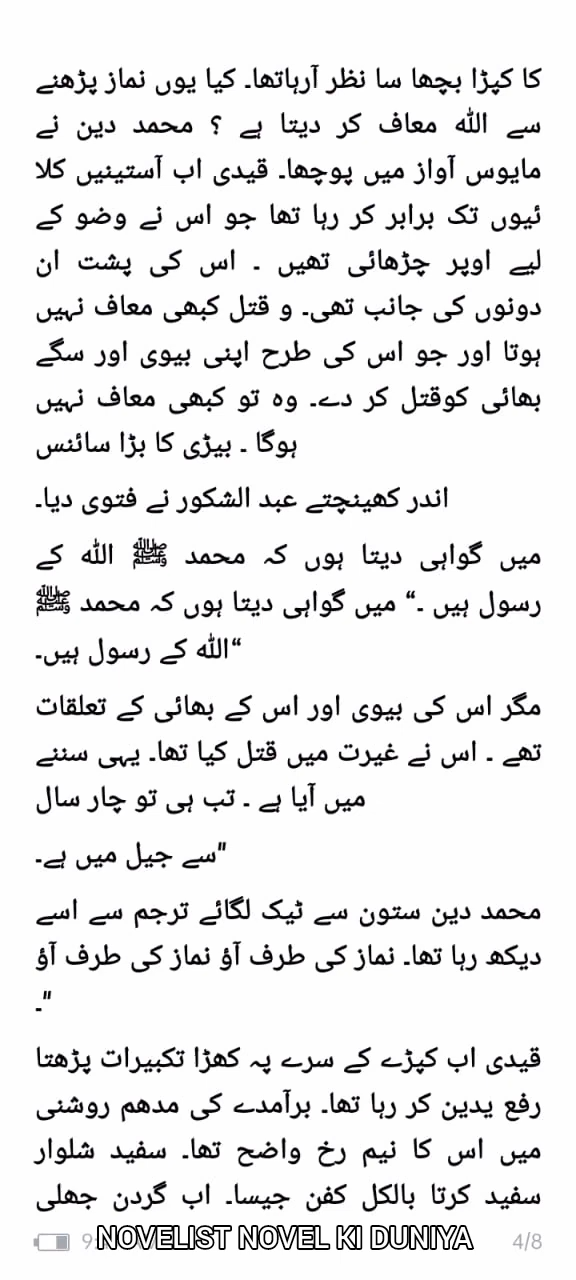 کا کپڑا بچھا سا نظر آرہاتھا۔ کیا یوں نماز پڑھنے
سے اللہ معاف کر دیتا ہے ؟ محمد دین نے
مایوس آواز میں پوچھا۔ قیدی اب آستینیں کلا
ئیوں تک برابر کر رہا تھا جو اس نے وضو کے
لیے اوپر چڑھائی تھیں ۔ اس کی پشت ان
دونوں کی جانب تھی۔ و قتل کبھی معاف نہیں
ہوتا اور جو اس کی طرح اپنی بیوی اور سگے
بھائی کوقتل کر دے۔ وہ تو کبھی معاف نہیں
ہوگا ۔ بیڑی کا بڑا سائنس
اندر کھینچتے عبد الشکور نے فتوی دیا۔
میں گواہی دیتا ہوں کہ محمد ﷺ اللہ کے
رسول ہیں ۔“ میں گواہی دیتا ہوں کہ محمد ﷺ
“اللہ کے رسول ہیں۔
مگر اس کی بیوی اور اس کے بھائی کے تعلقات
تھے ۔ اس نے غیرت میں قتل کیا تھا۔ یہی سننے
میں آیا ہے ۔ تب ہی تو چار سال
"سے جیل میں ہے۔
محمد دین ستون سے ٹیک لگائے ترجم سے اسے
دیکھ رہا تھا۔ نماز کی طرف آؤ نماز کی طرف آؤ
"۔
قیدی اب کپڑے کے سرے پہ کھڑا تکبیرات پڑھتا
رفع یدین کر رہا تھا۔ برآمدے کی مدھم روشنی
میں اس کا نیم رخ واضح تھا۔ سفید شلوار
سفید کرتا بالکل کفن جیسا۔ اب گردن جھلی
NOVELIST NOVEL KI DUNIYA
4/8